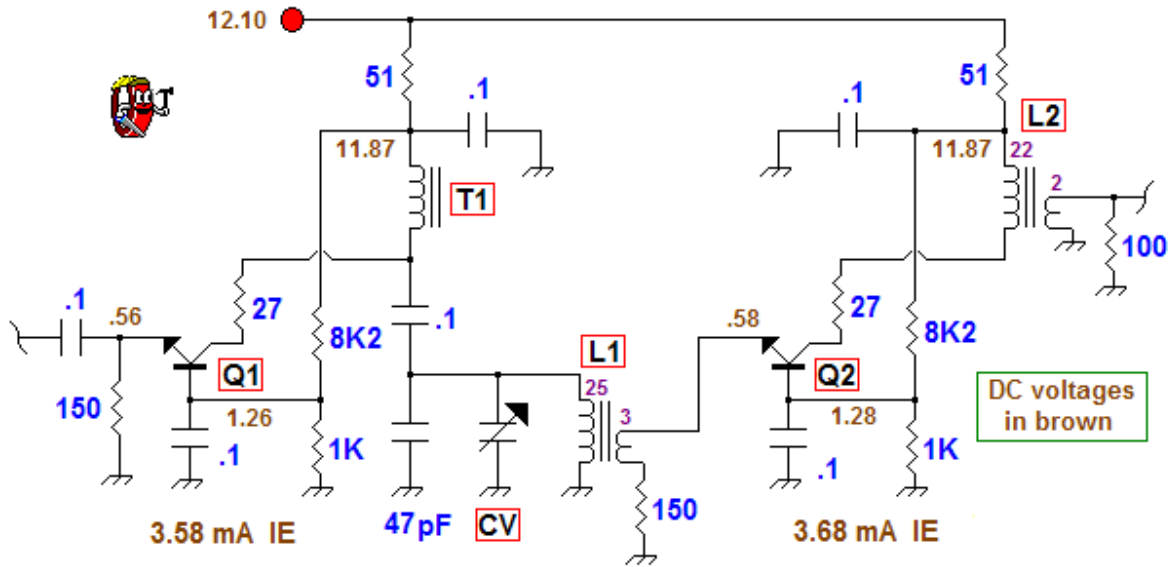 12.10
51
51
.1
.1
L2
11.87
11.87
22
2
T1
100
.1
.56
27
8K2
.1
L1
.58
27
8K2
Q1
25
3
Q2
DC voltages
in brown
150
1.26
1K
1.28
1K
.1
150
.1
47pF
CV
3.58 mA IE
3.68 mA IE